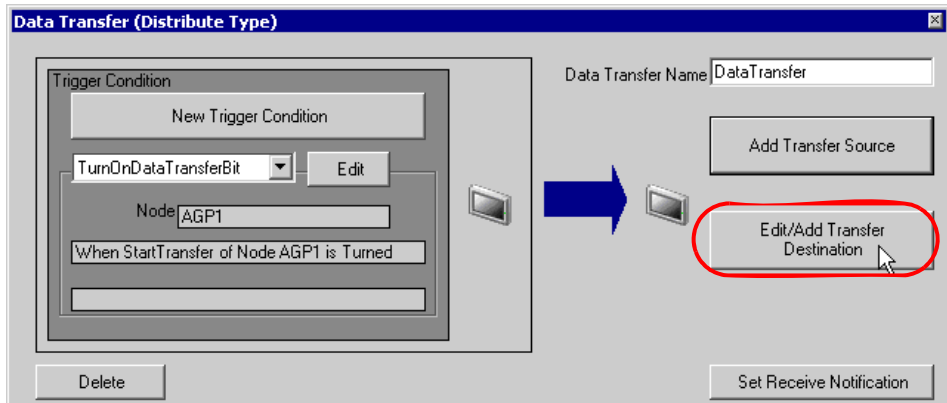 Data Transfer (Distribute Type)
Trigger Condition
New Trigger Condition
TurnOnDataTransferBit
Edit
Node AGP1
When StartTransfer of Node AGP1 is Turned
Data Transfer Name DataTransfer
Add Transfer Source
Edit/Add Transfer
Destination
Delete
Set Receive Notification